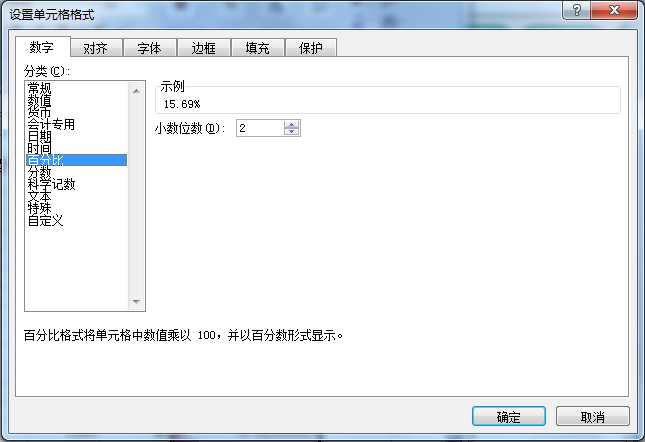 设置单元格格式
数字 对齐 字体 边框 填充 保护
分类(C):
常规
数值
货币
会计专用
日期
时间
百分比
分数
科学记数
文本
特殊
自定义
示例
15.69%
小数位数(D): 2
百分比格式将单元格中数值乘以 100，并以百分数形式显示。
确定 取消